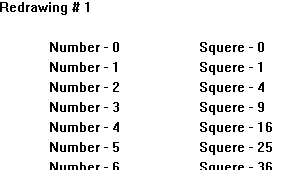 Redrawing # 1
Number - 0 Squere - 0
Number - 1 Squere - 1
Number - 2 Squere - 4
Number - 3 Squere - 9
Number - 4 Squere - 16
Number - 5 Squere - 25
Number - 6 Squere - 36